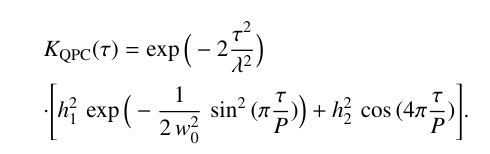 K_QPC(τ) = exp ( − 2 τ²/λ² )
· [ h₁² exp ( − 1/(2 w₀²) sin² (π τ/P) ) + h₂² cos (4π τ/P) ].